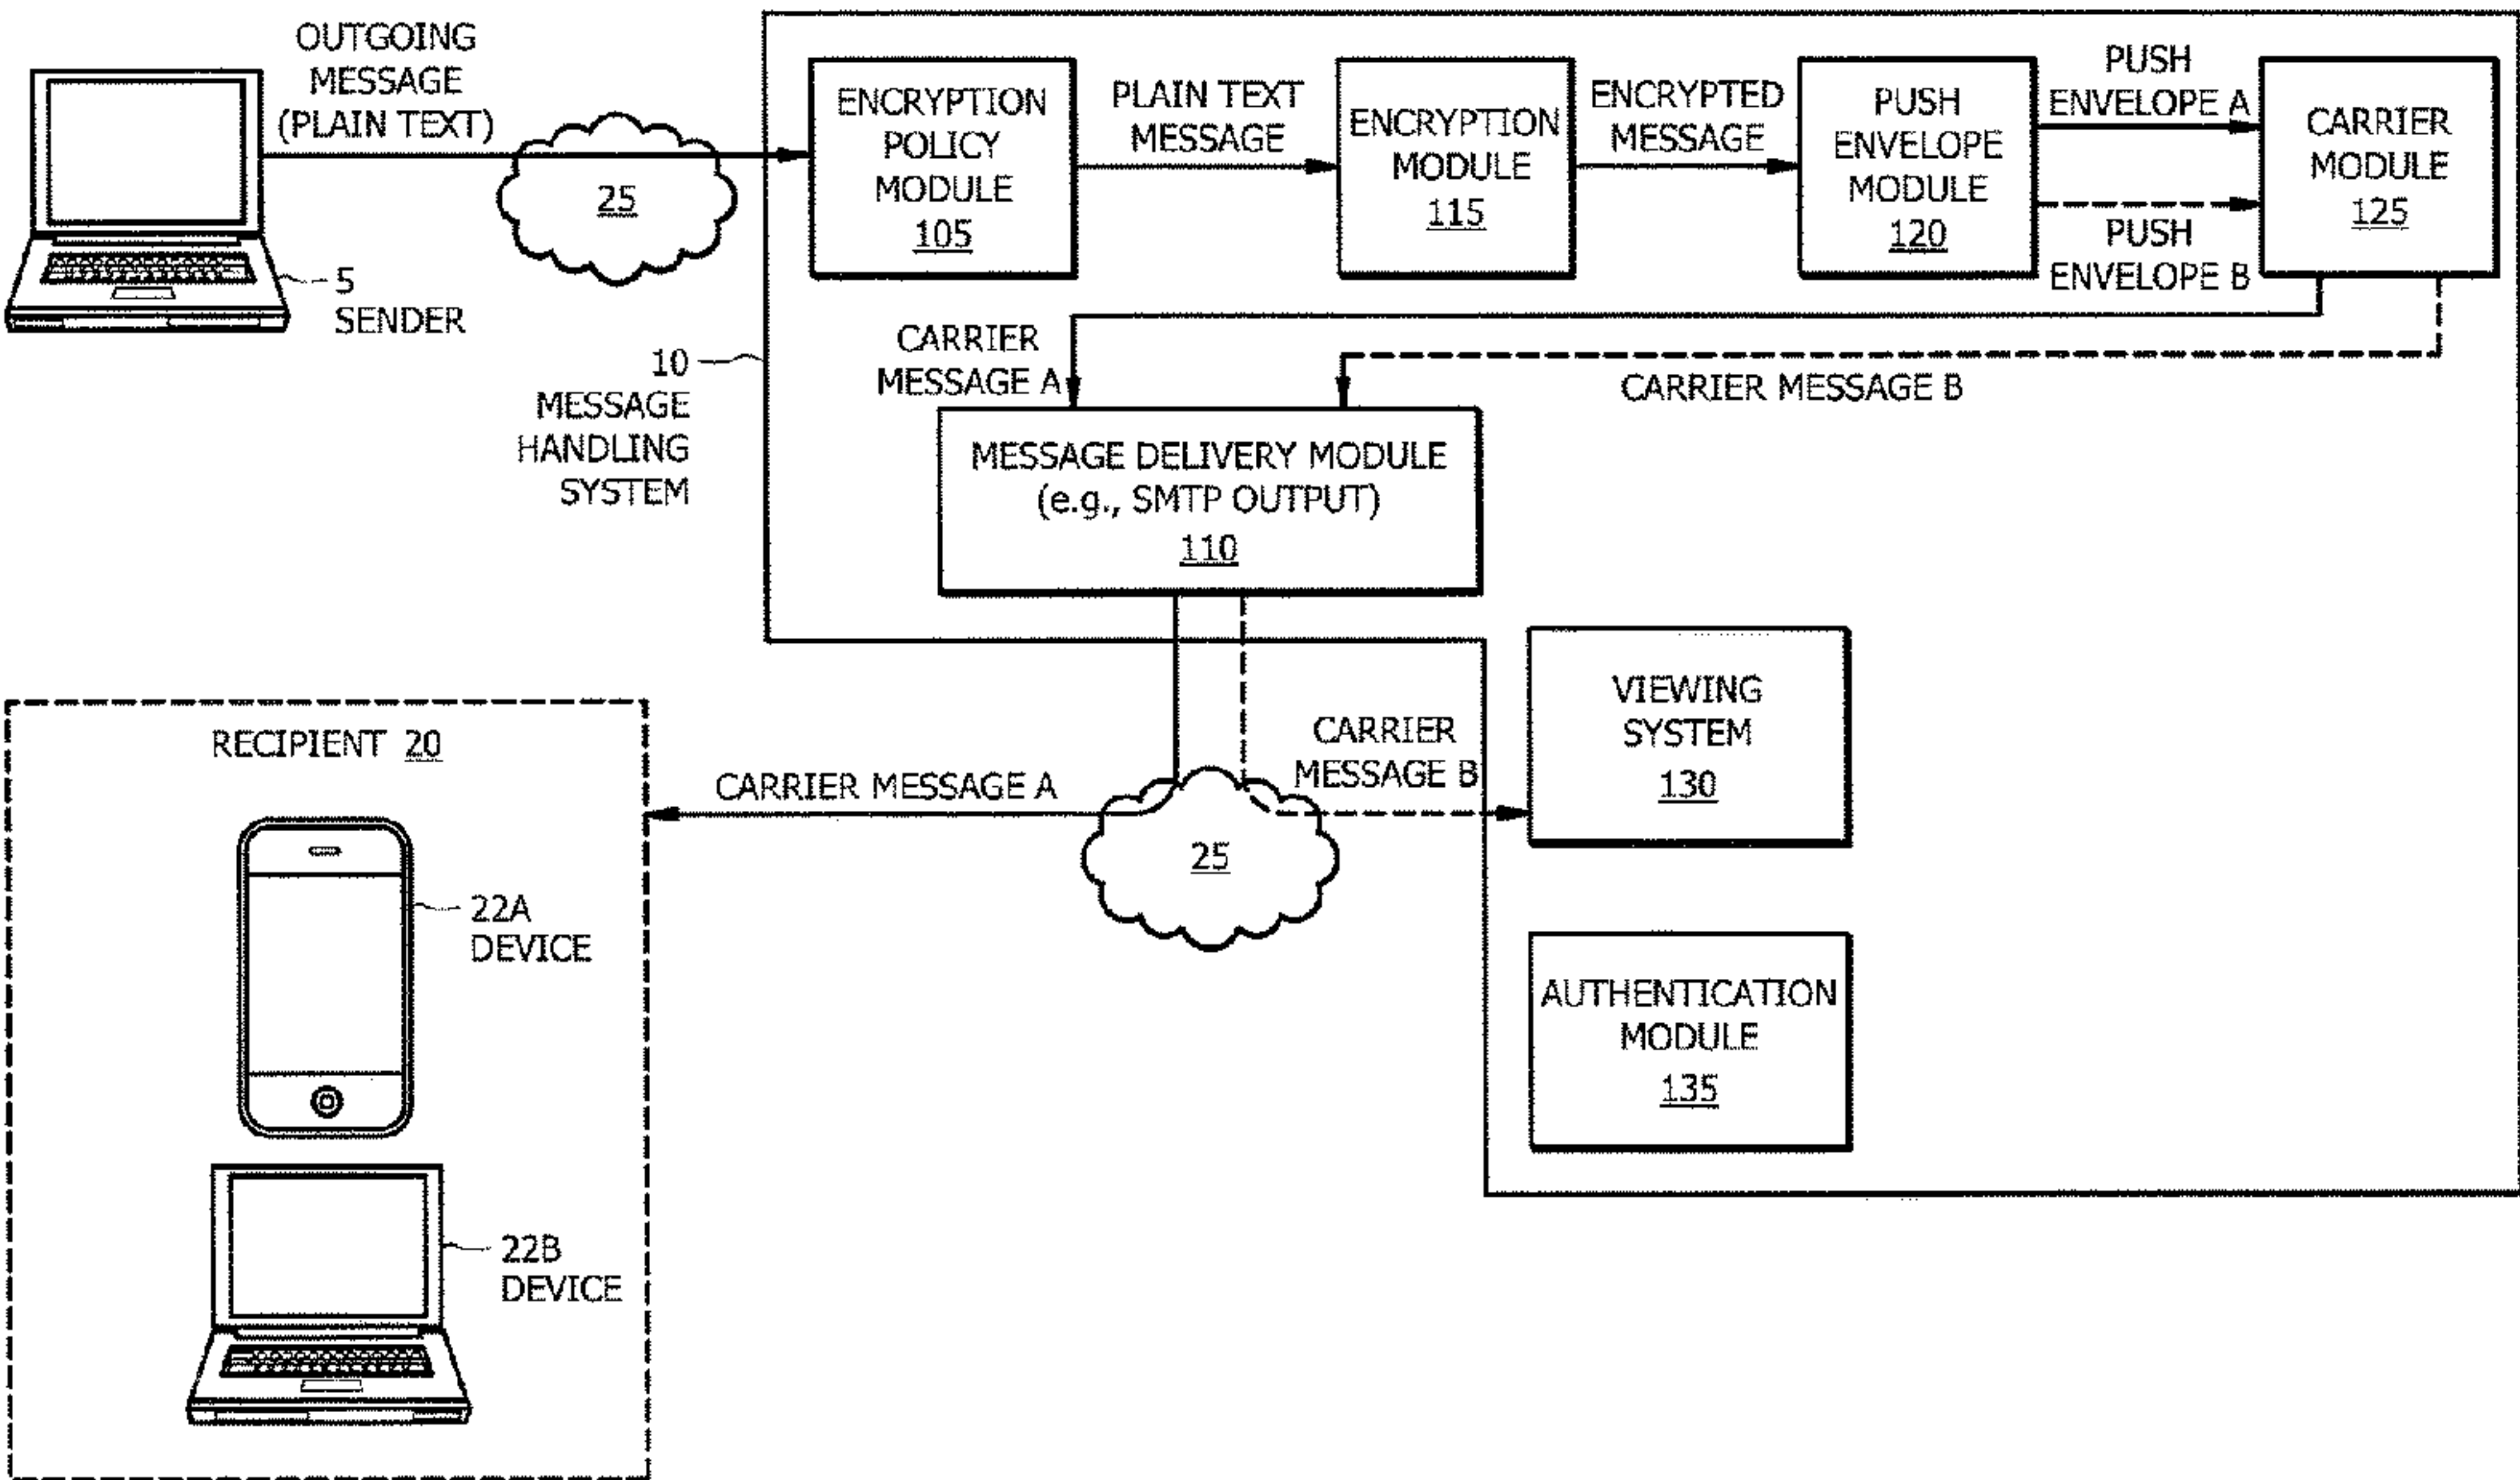 OUTGOING
MESSAGE
(PLAIN TEXT)
5
SENDER
25
10
MESSAGE
HANDLING
SYSTEM
ENCRYPTION
POLICY
MODULE
105
PLAIN TEXT
MESSAGE
ENCRYPTION
MODULE
115
ENCRYPTED
MESSAGE
PUSH
ENVELOPE
MODULE
120
PUSH
ENVELOPE A
PUSH
ENVELOPE B
CARRIER
MODULE
125
CARRIER
MESSAGE A
CARRIER MESSAGE B
MESSAGE DELIVERY MODULE
(e.g., SMTP OUTPUT)
110
RECIPIENT 20
CARRIER MESSAGE A
25
CARRIER
MESSAGE B
VIEWING
SYSTEM
130
22A
DEVICE
AUTHENTICATION
MODULE
135
22B
DEVICE